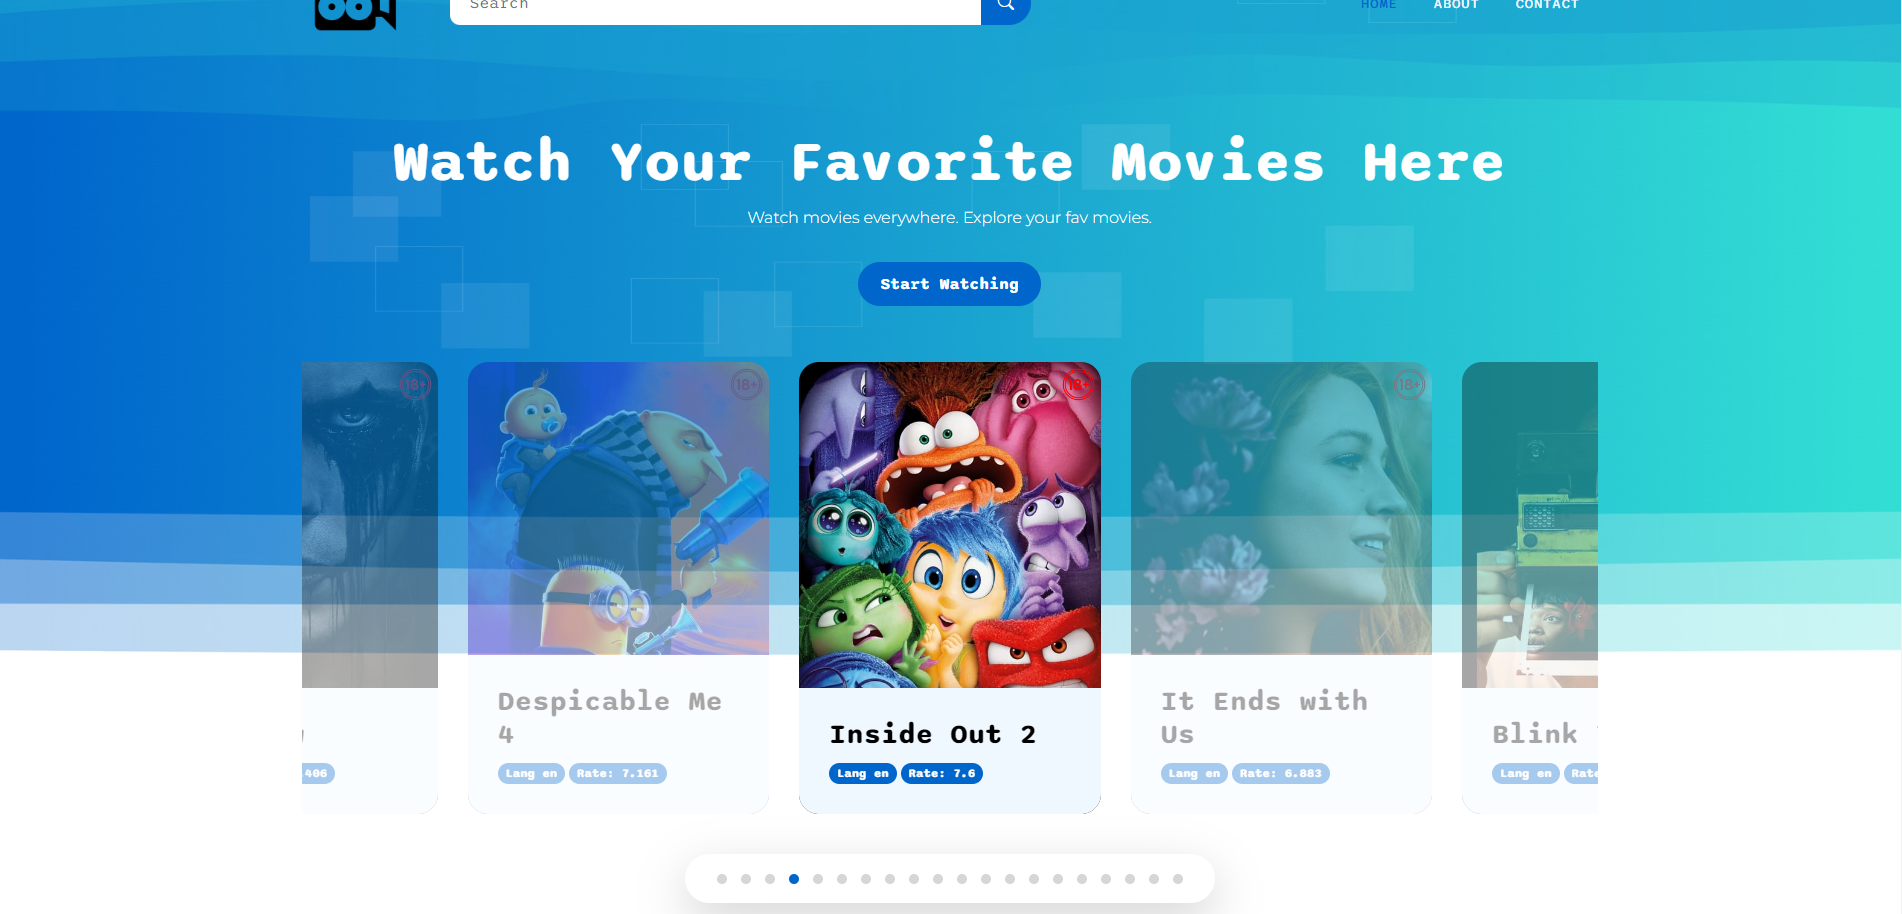 Search
HOME ABOUT CONTACT
Watch Your Favorite Movies Here
Watch movies everywhere. Explore your fav movies.
Start Watching
18+
18+
18+
18+
Despicable Me
4
Lang en Rate: 7.161
Inside Out 2
Lang en Rate: 7.6
It Ends with
Us
Lang en Rate: 6.883
Blink
Lang en Rate
406